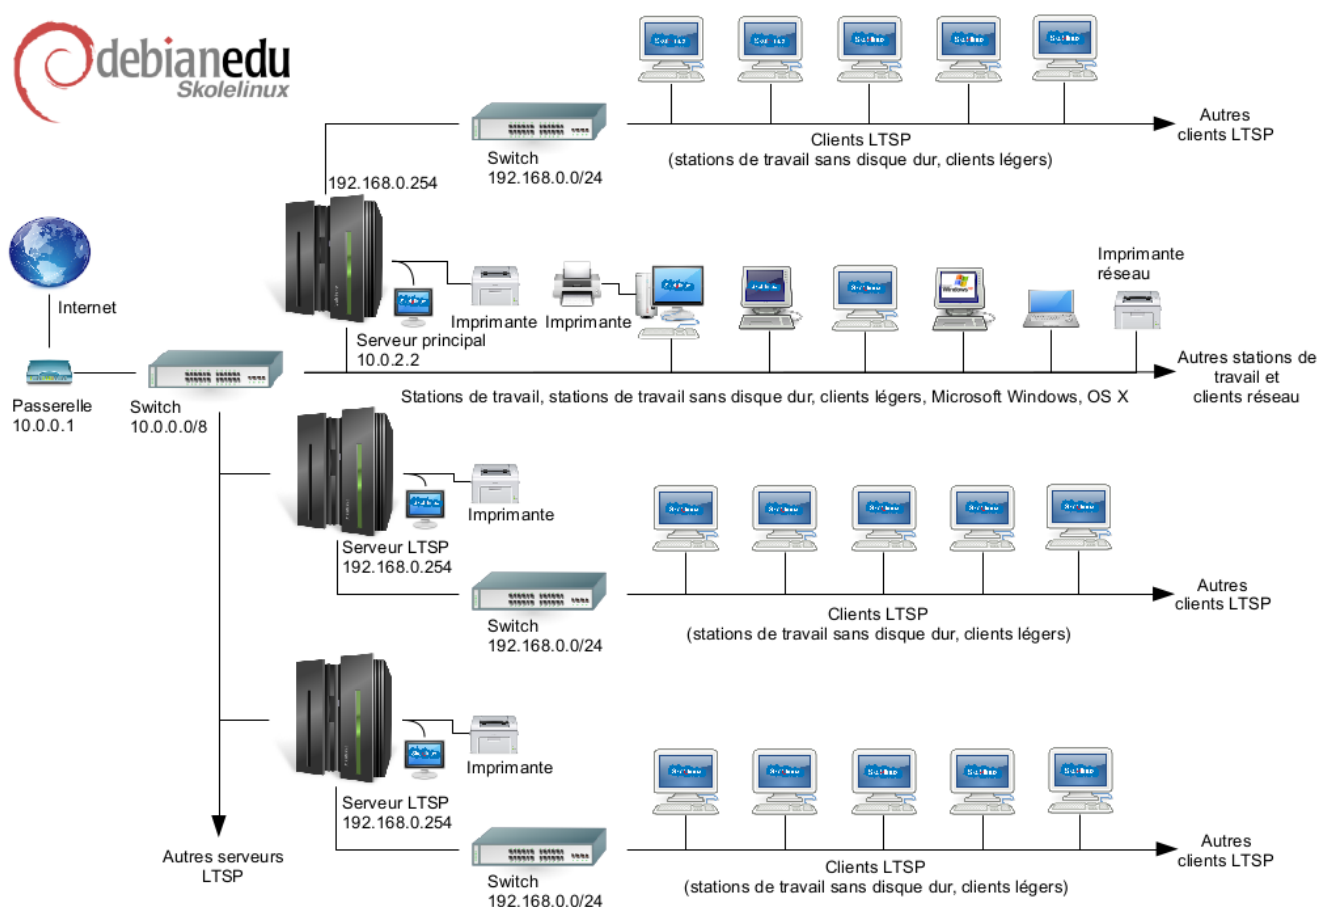 debianedu
Skolelinux
Autres
clients LTSP
Clients LTSP
(stations de travail sans disque dur, clients légers)
Switch
192.168.0.0/24
192.168.0.254
Internet
Imprimante
Imprimante
Imprimante
réseau
Windows
Serveur principal
10.0.2.2
Passerelle
10.0.0.1
Switch
10.0.0.0/8
Stations de travail, stations de travail sans disque dur, clients légers, Microsoft Windows, OS X
Autres stations de
travail et
clients réseau
Imprimante
Serveur LTSP
192.168.0.254
Switch
192.168.0.0/24
Clients LTSP
(stations de travail sans disque dur, clients légers)
Autres
clients LTSP
Imprimante
Serveur LTSP
192.168.0.254
Switch
192.168.0.0/24
Clients LTSP
(stations de travail sans disque dur, clients légers)
Autres
clients LTSP
Autres serveurs
LTSP